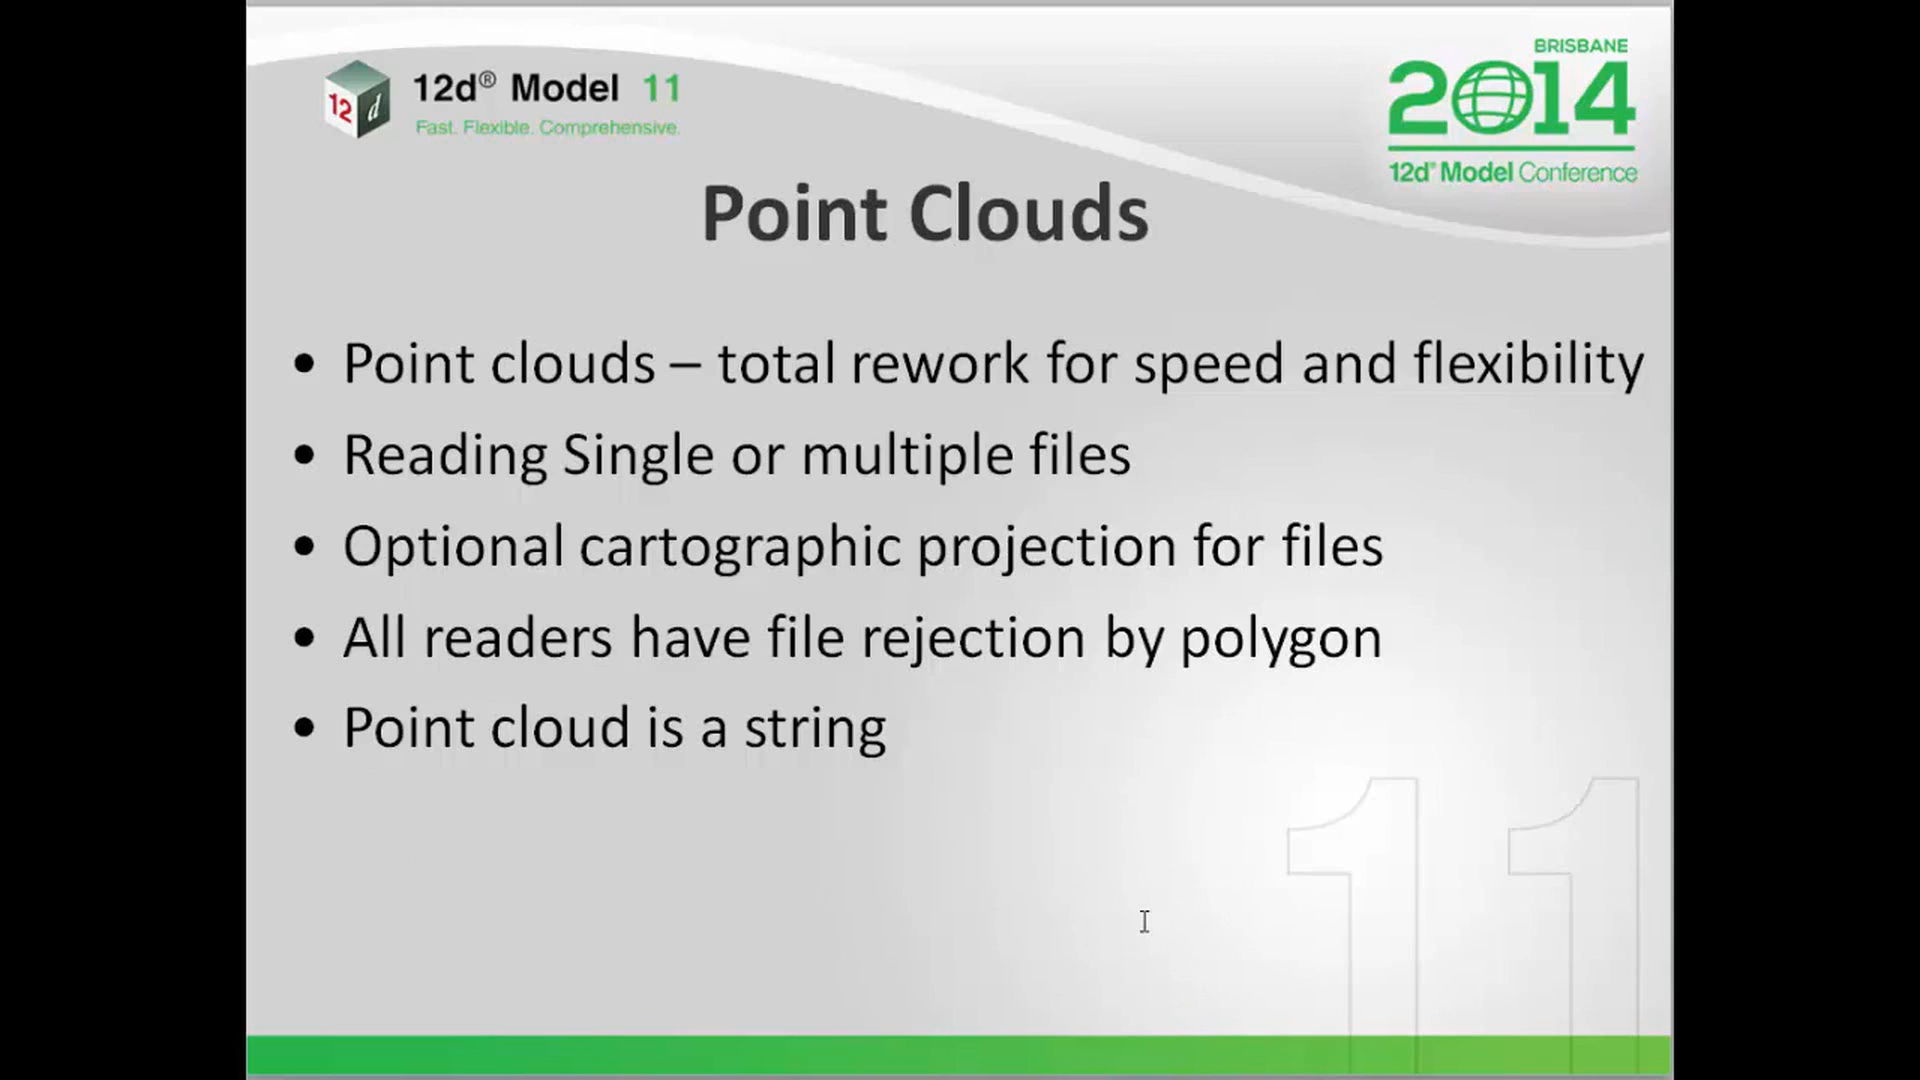 BRISBANE
2014
12d® Model Conference
12d
12d® Model 11
Fast. Flexible. Comprehensive.
Point Clouds
• Point clouds – total rework for speed and flexibility
• Reading Single or multiple files
• Optional cartographic projection for files
• All readers have file rejection by polygon
• Point cloud is a string
11